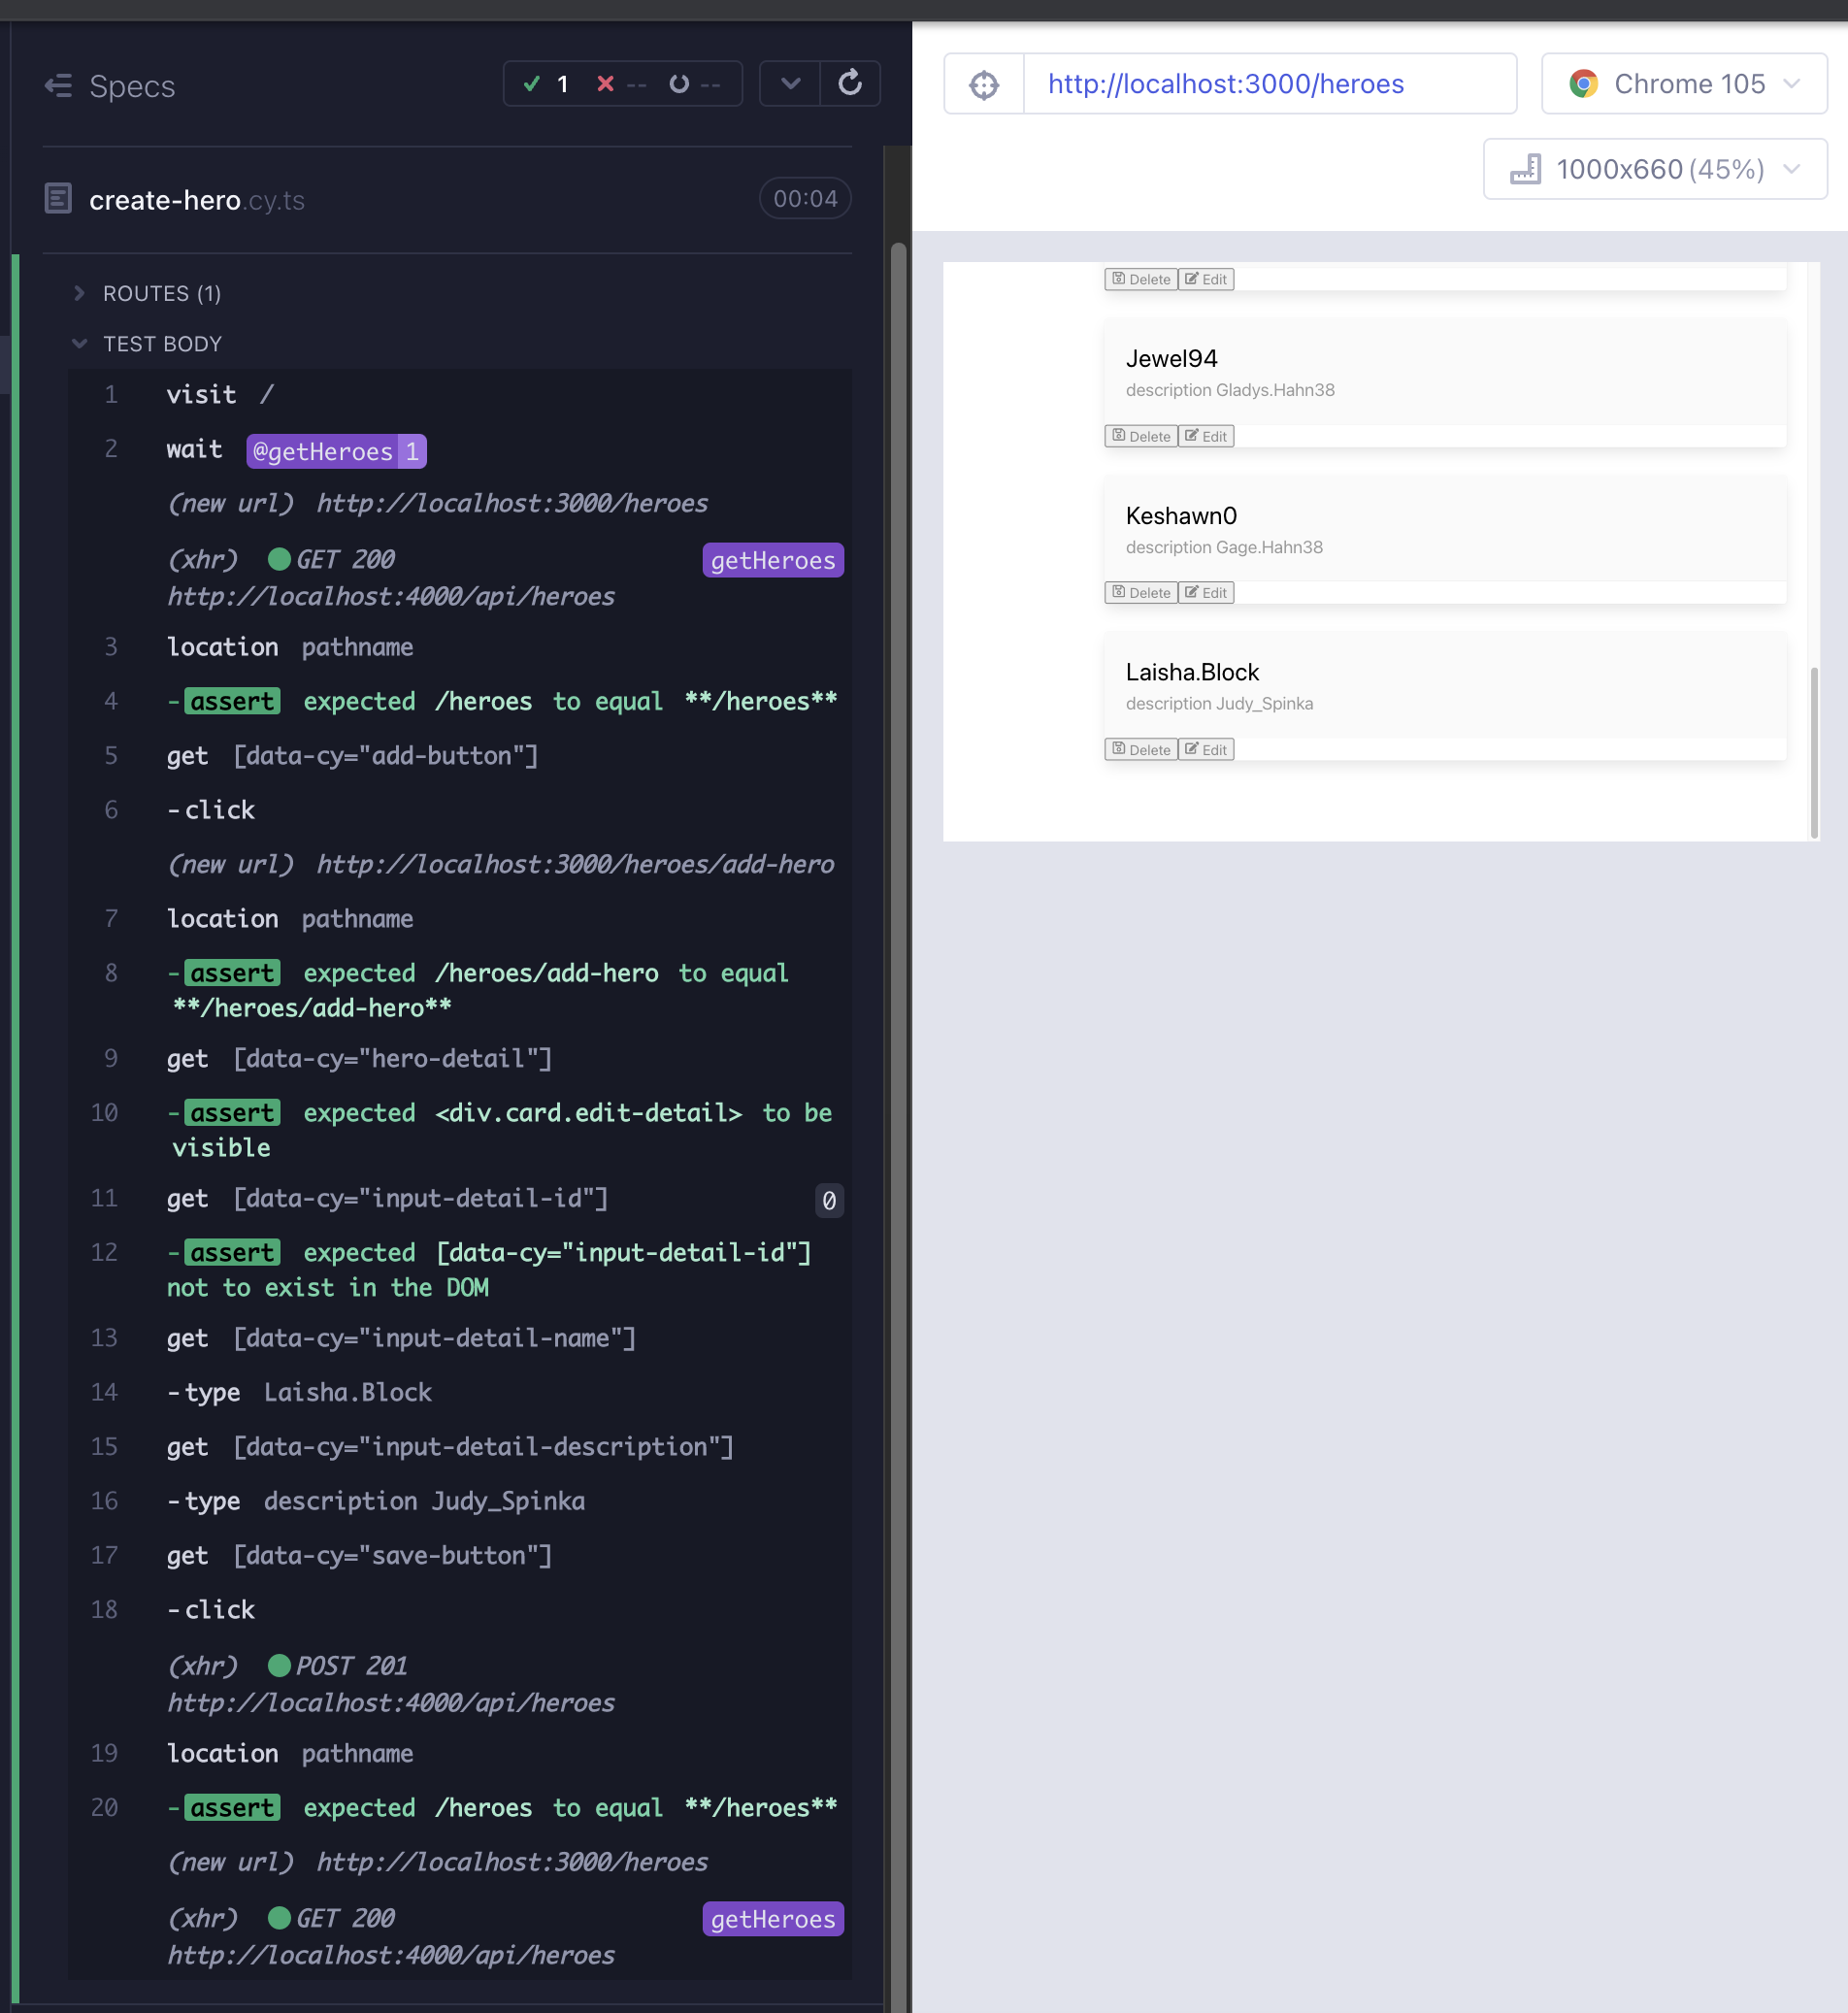 Specs
1 -- --
create-hero.cy.ts
00:04
ROUTES (1)
TEST BODY
1 visit /
2 wait @getHeroes 1
(new url) http://localhost:3000/heroes
(xhr) GET 200 getHeroes
http://localhost:4000/api/heroes
3 location pathname
4 -assert expected /heroes to equal **/heroes**
5 get [data-cy="add-button"]
6 -click
(new url) http://localhost:3000/heroes/add-hero
7 location pathname
8 -assert expected /heroes/add-hero to equal
**/heroes/add-hero**
9 get [data-cy="hero-detail"]
10 -assert expected <div.card.edit-detail> to be
visible
11 get [data-cy="input-detail-id"] 0
12 -assert expected [data-cy="input-detail-id"]
not to exist in the DOM
13 get [data-cy="input-detail-name"]
14 -type Laisha.Block
15 get [data-cy="input-detail-description"]
16 -type description Judy_Spinka
17 get [data-cy="save-button"]
18 -click
(xhr) POST 201
http://localhost:4000/api/heroes
19 location pathname
20 -assert expected /heroes to equal **/heroes**
(new url) http://localhost:3000/heroes
(xhr) GET 200 getHeroes
http://localhost:4000/api/heroes
http://localhost:3000/heroes
Chrome 105
1000x660 (45%)
Delete Edit
Jewel94
description Gladys.Hahn38
Delete Edit
Keshawn0
description Gage.Hahn38
Delete Edit
Laisha.Block
description Judy_Spinka
Delete Edit